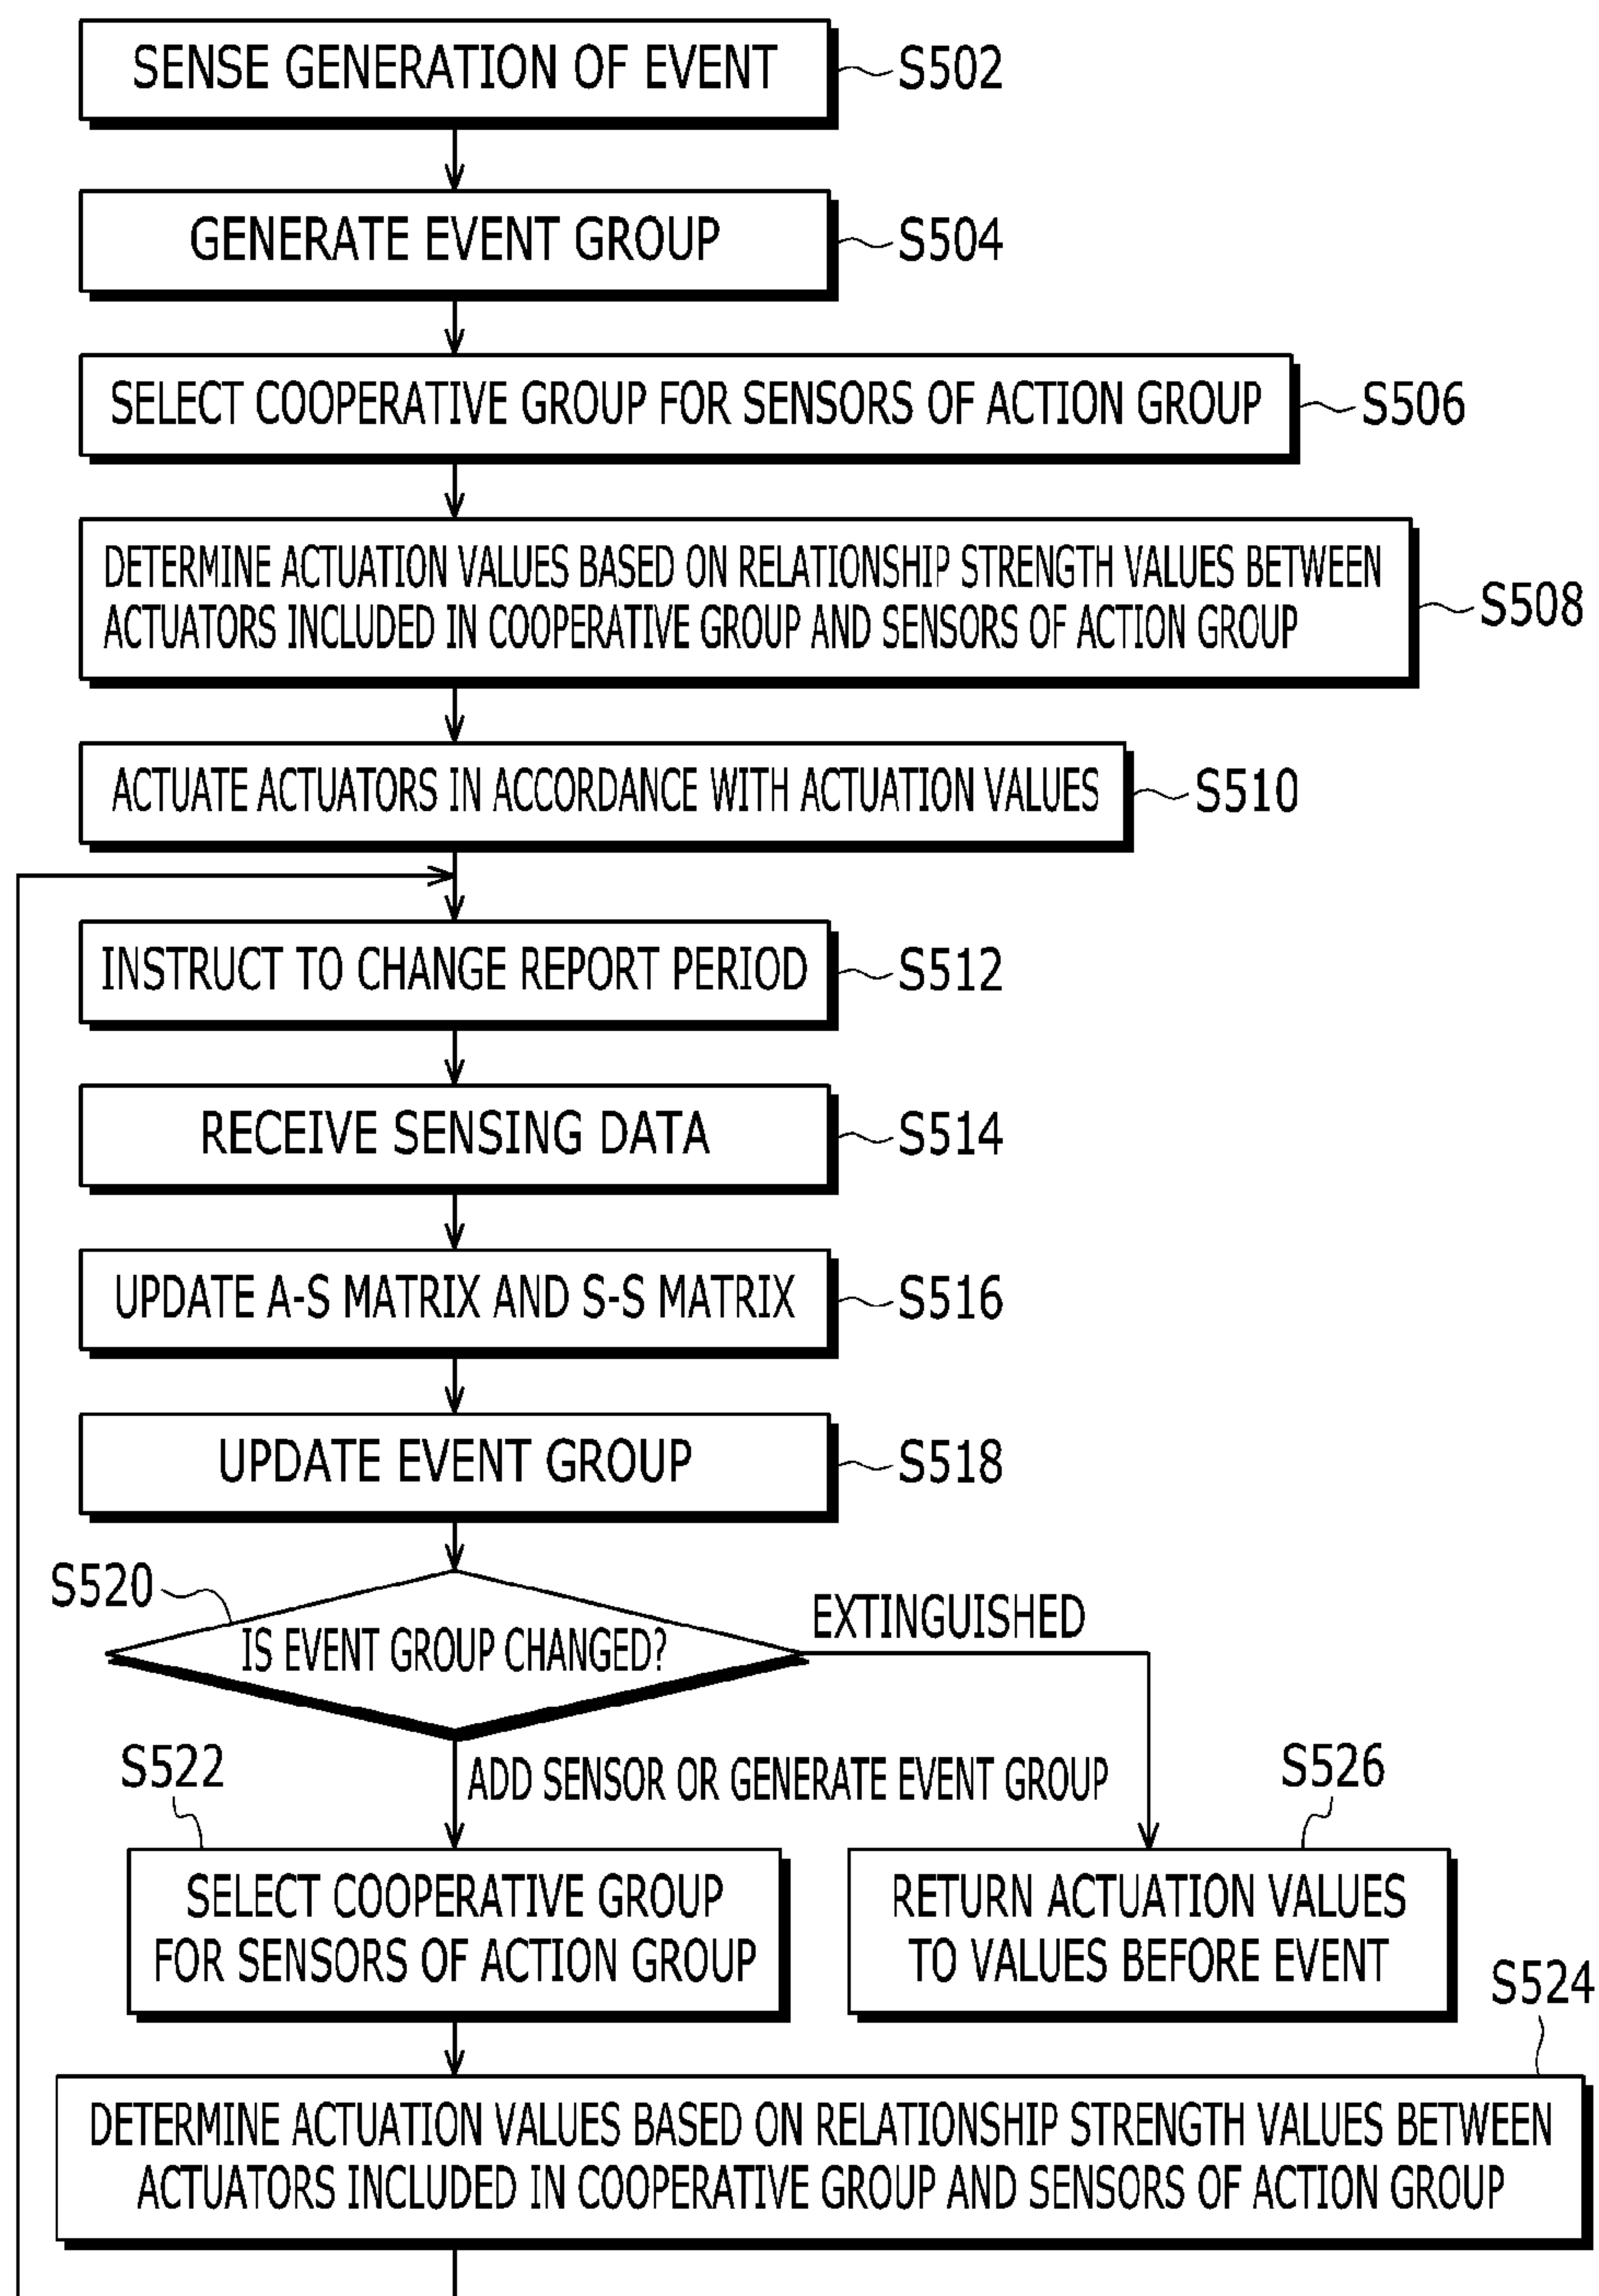 SENSE GENERATION OF EVENT
S502
GENERATE EVENT GROUP
S504
SELECT COOPERATIVE GROUP FOR SENSORS OF ACTION GROUP
S506
DETERMINE ACTUATION VALUES BASED ON RELATIONSHIP STRENGTH VALUES BETWEEN
ACTUATORS INCLUDED IN COOPERATIVE GROUP AND SENSORS OF ACTION GROUP
S508
ACTUATE ACTUATORS IN ACCORDANCE WITH ACTUATION VALUES
S510
INSTRUCT TO CHANGE REPORT PERIOD
S512
RECEIVE SENSING DATA
S514
UPDATE A-S MATRIX AND S-S MATRIX
S516
UPDATE EVENT GROUP
S518
S520
IS EVENT GROUP CHANGED?
EXTINGUISHED
ADD SENSOR OR GENERATE EVENT GROUP
S522
SELECT COOPERATIVE GROUP
FOR SENSORS OF ACTION GROUP
S526
RETURN ACTUATION VALUES
TO VALUES BEFORE EVENT
S524
DETERMINE ACTUATION VALUES BASED ON RELATIONSHIP STRENGTH VALUES BETWEEN
ACTUATORS INCLUDED IN COOPERATIVE GROUP AND SENSORS OF ACTION GROUP